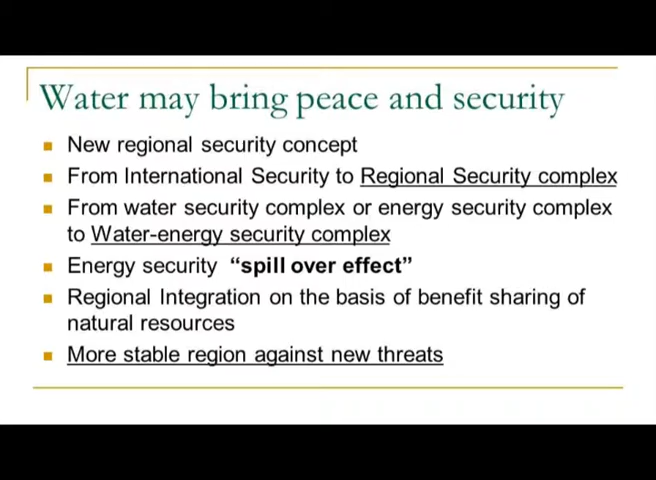 Water may bring peace and security
New regional security concept
From International Security to Regional Security complex
From water security complex or energy security complex
to Water-energy security complex
Energy security “spill over effect”
Regional Integration on the basis of benefit sharing of
natural resources
More stable region against new threats